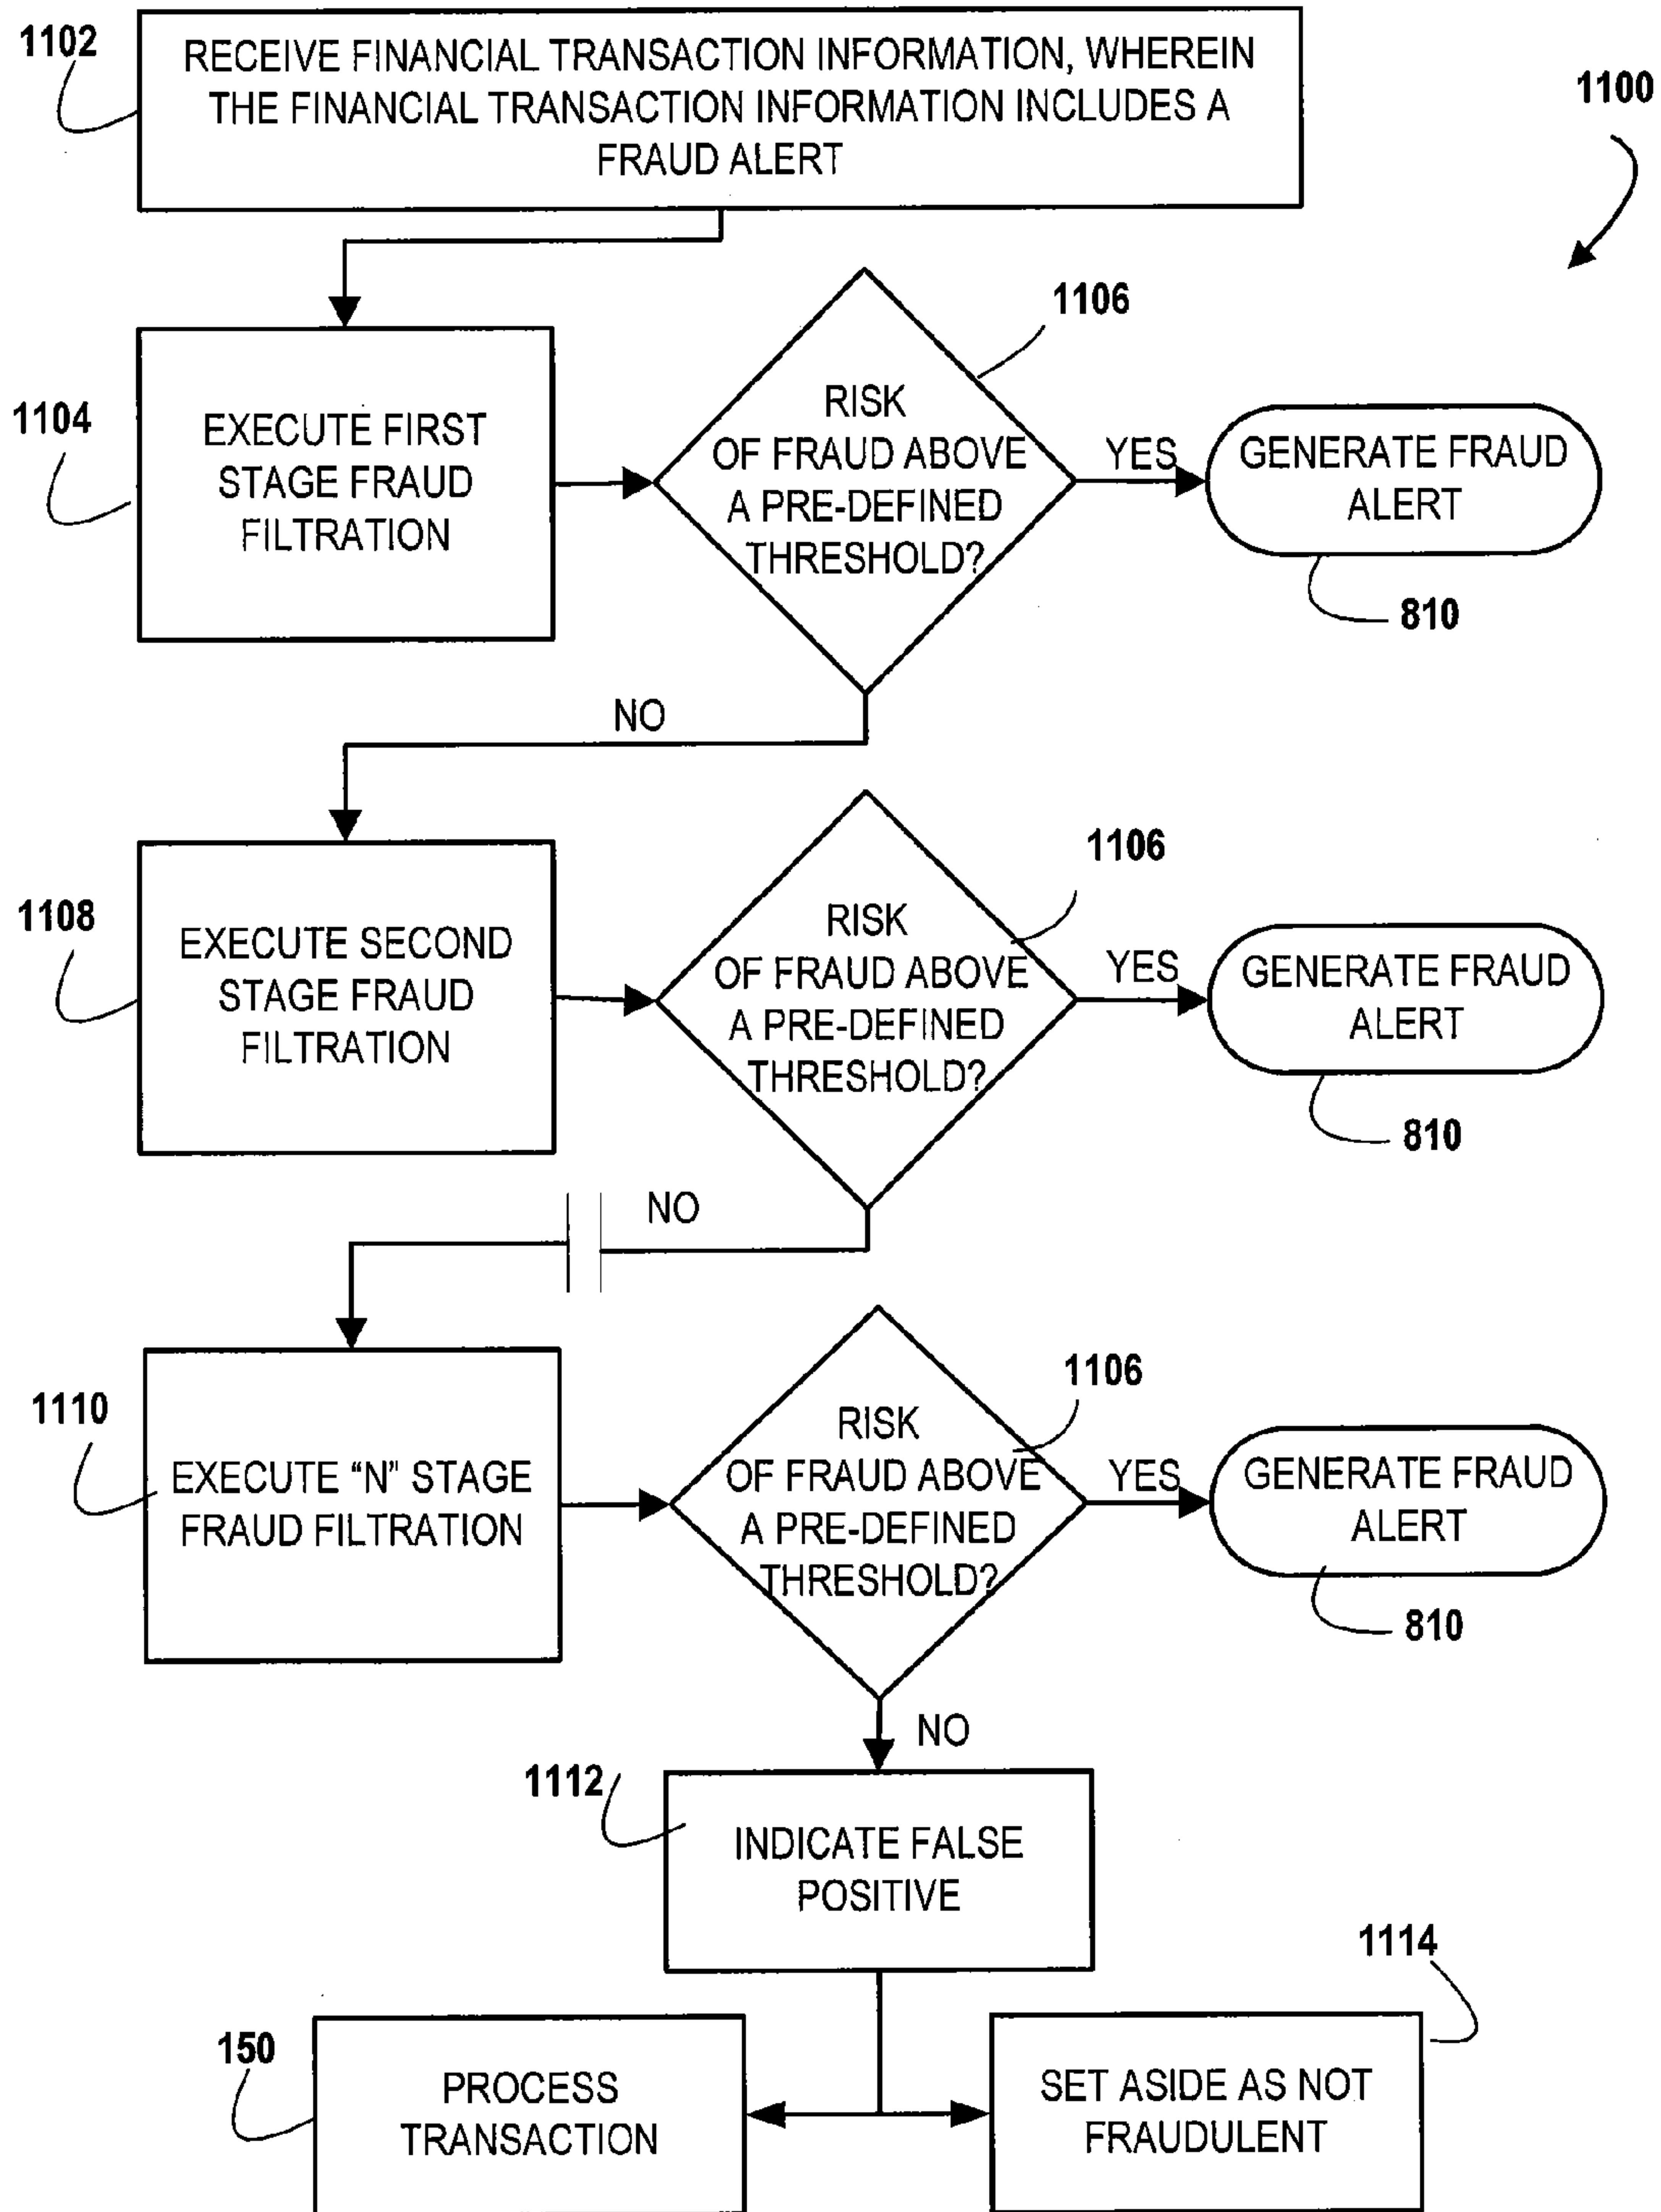 1102
RECEIVE FINANCIAL TRANSACTION INFORMATION, WHEREIN
THE FINANCIAL TRANSACTION INFORMATION INCLUDES A
FRAUD ALERT
1100
1104
EXECUTE FIRST
STAGE FRAUD
FILTRATION
1106
RISK
OF FRAUD ABOVE
A PRE-DEFINED
THRESHOLD?
YES
GENERATE FRAUD
ALERT
810
NO
1108
EXECUTE SECOND
STAGE FRAUD
FILTRATION
1106
RISK
OF FRAUD ABOVE
A PRE-DEFINED
THRESHOLD?
YES
GENERATE FRAUD
ALERT
810
NO
1110
EXECUTE “N” STAGE
FRAUD FILTRATION
1106
RISK
OF FRAUD ABOVE
A PRE-DEFINED
THRESHOLD?
YES
GENERATE FRAUD
ALERT
810
NO
1112
INDICATE FALSE
POSITIVE
150
PROCESS
TRANSACTION
1114
SET ASIDE AS NOT
FRAUDULENT